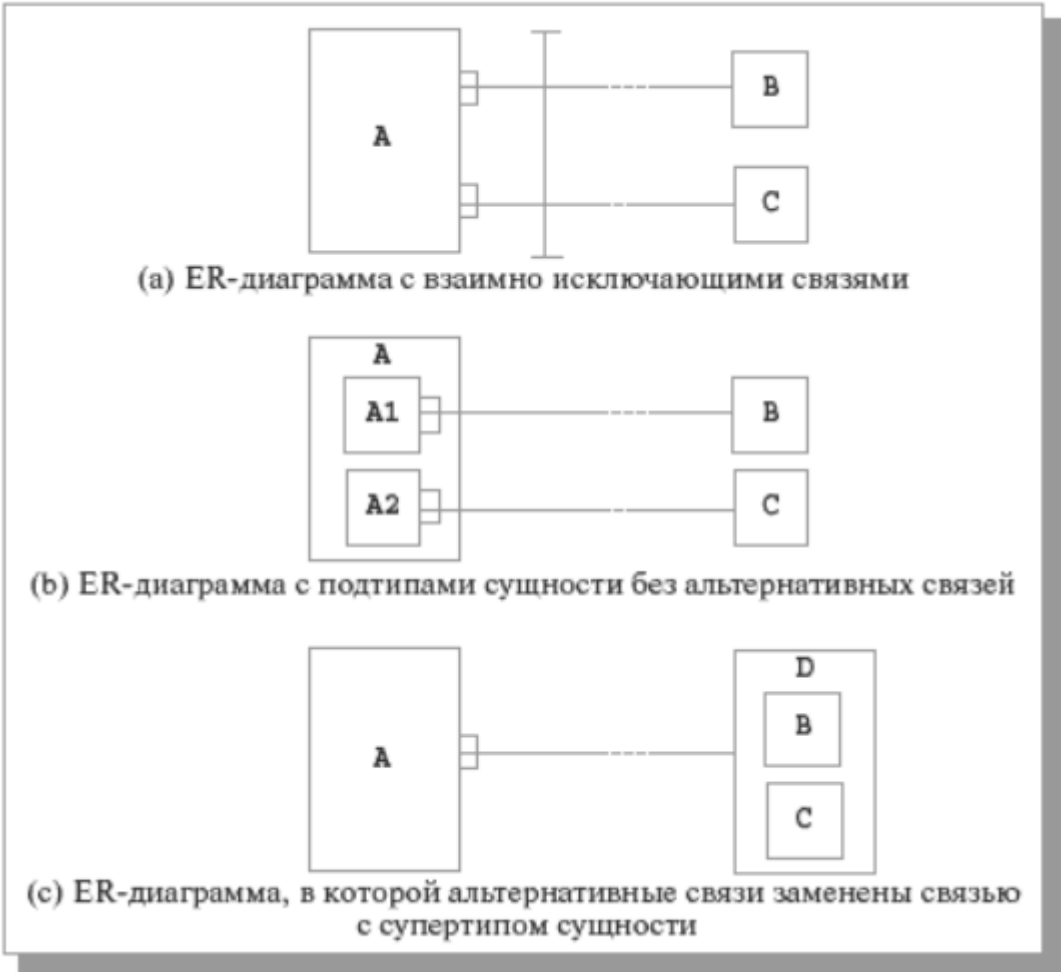 A
B
C
(a) ER-диаграмма с взаимно исключающими связями
A
A1
B
A2
C
(b) ER-диаграмма с подтипами сущности без альтернативных связей
A
D
B
C
(c) ER-диаграмма, в которой альтернативные связи заменены связью
с супертипом сущности